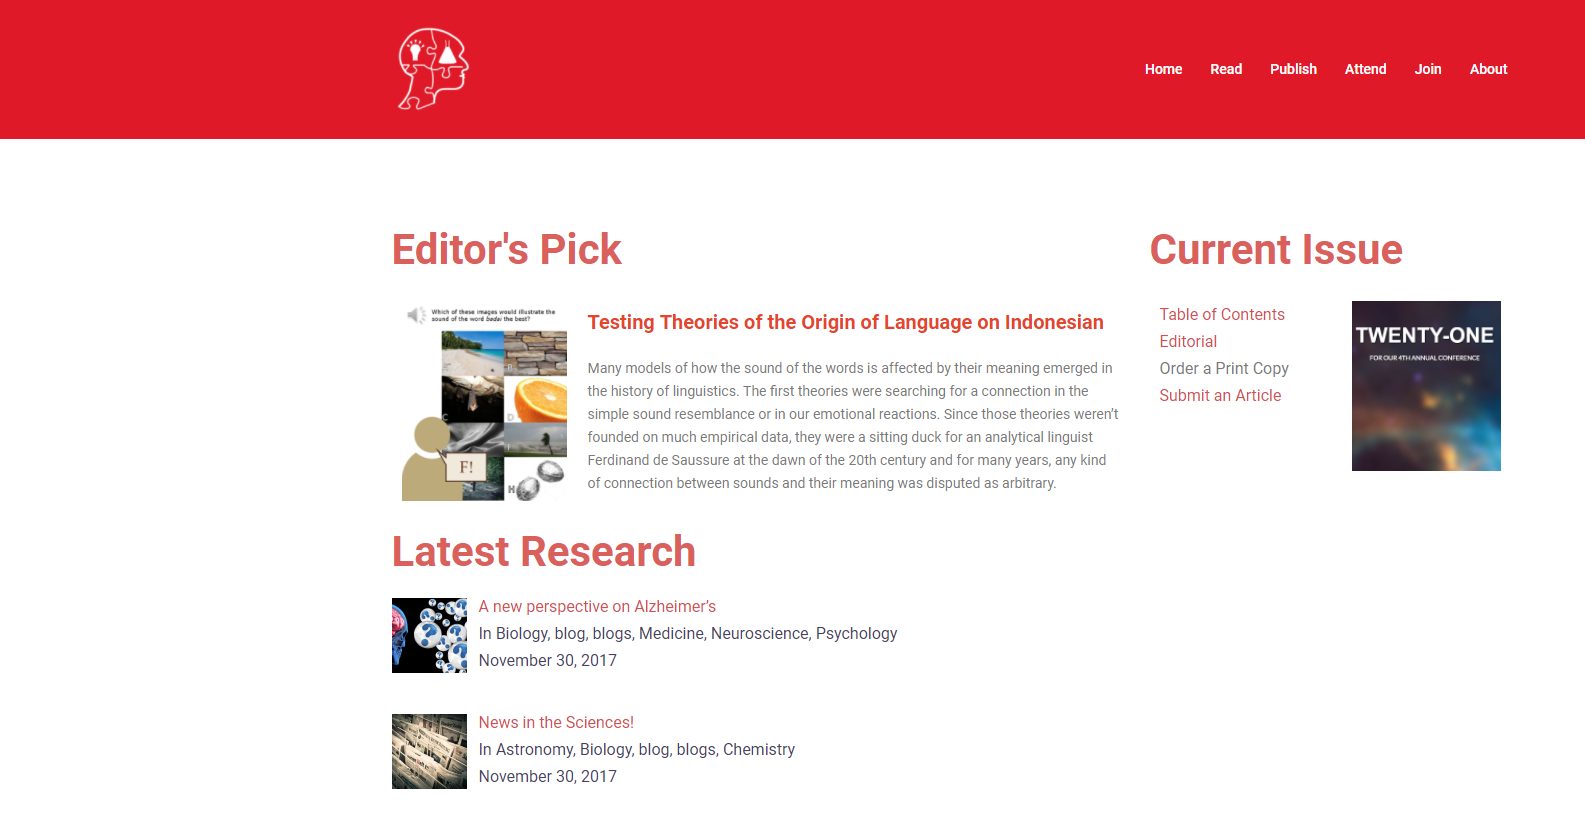 Home Read Publish Attend Join About
Editor's Pick
Which of these images would illustrate the
sound of the word badai the best?
C
D
F!
H
Testing Theories of the Origin of Language on Indonesian
Many models of how the sound of the words is affected by their meaning emerged in
the history of linguistics. The first theories were searching for a connection in the
simple sound resemblance or in our emotional reactions. Since those theories weren’t
founded on much empirical data, they were a sitting duck for an analytical linguist
Ferdinand de Saussure at the dawn of the 20th century and for many years, any kind
of connection between sounds and their meaning was disputed as arbitrary.
Current Issue
Table of Contents
Editorial
Order a Print Copy
Submit an Article
TWENTY-ONE
FOR OUR 4TH ANNUAL CONFERENCE
Latest Research
A new perspective on Alzheimer’s
In Biology, blog, blogs, Medicine, Neuroscience, Psychology
November 30, 2017
News in the Sciences!
In Astronomy, Biology, blog, blogs, Chemistry
November 30, 2017